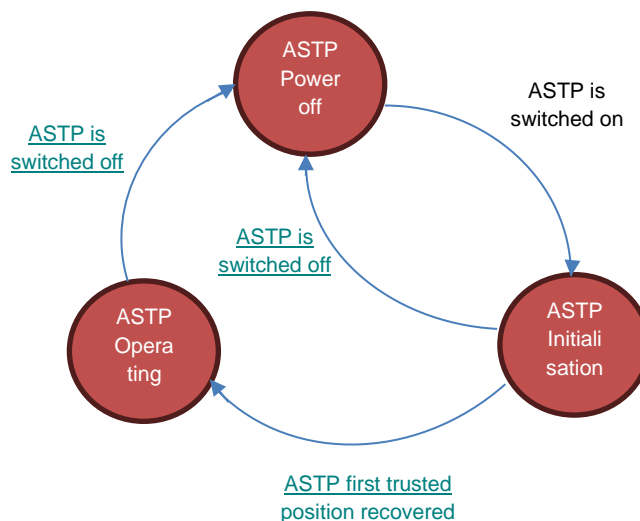 ASTP
Power
off
ASTP is
switched on
ASTP is
switched off
ASTP is
switched off
ASTP
Opera
ting
ASTP
Initiali
sation
ASTP first trusted
position recovered